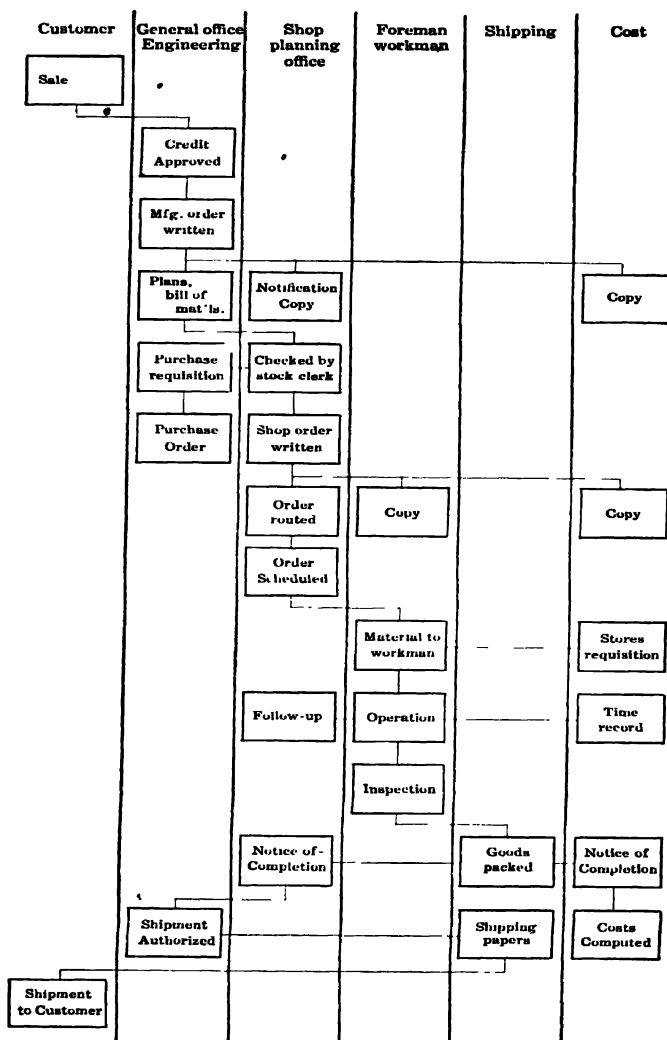 Customer
General office
Engineering
Shop
planning
office
Foreman
workman
Shipping
Cost
Sale
Credit
Approved
Mfg. order
written
Plans,
bill of
mat'ls.
Notification
Copy
Copy
Purchase
requisition
Checked by
stock clerk
Purchase
Order
Shop order
written
Order
routed
Copy
Copy
Order
Scheduled
Material to
workman
Stores
requisition
Follow-up
Operation
Time
record
Inspection
Notice of-
Completion
Goods
packed
Notice of
Completion
Shipment
Authorized
Shipping
papers
Costs
Computed
Shipment
to Customer